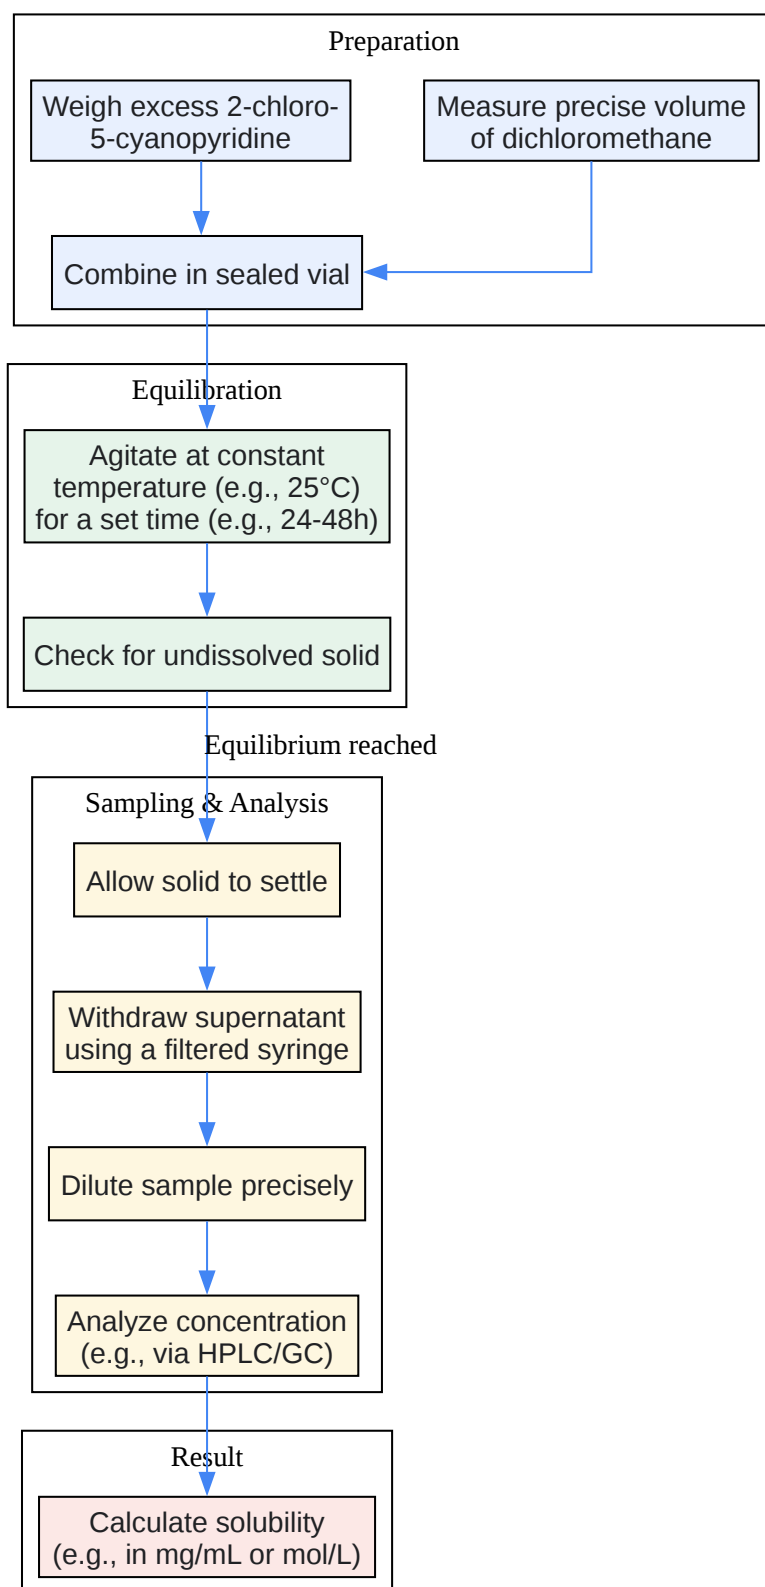 Preparation
Weigh excess 2-chloro-
5-cyanopyridine
Measure precise volume
of dichloromethane
Combine in sealed vial
Equilibration
Agitate at constant
temperature (e.g., 25°C)
for a set time (e.g., 24-48h)
Check for undissolved solid
Equilibrium reached
Sampling & Analysis
Allow solid to settle
Withdraw supernatant
using a filtered syringe
Dilute sample precisely
Analyze concentration
(e.g., via HPLC/GC)
Result
Calculate solubility
(e.g., in mg/mL or mol/L)